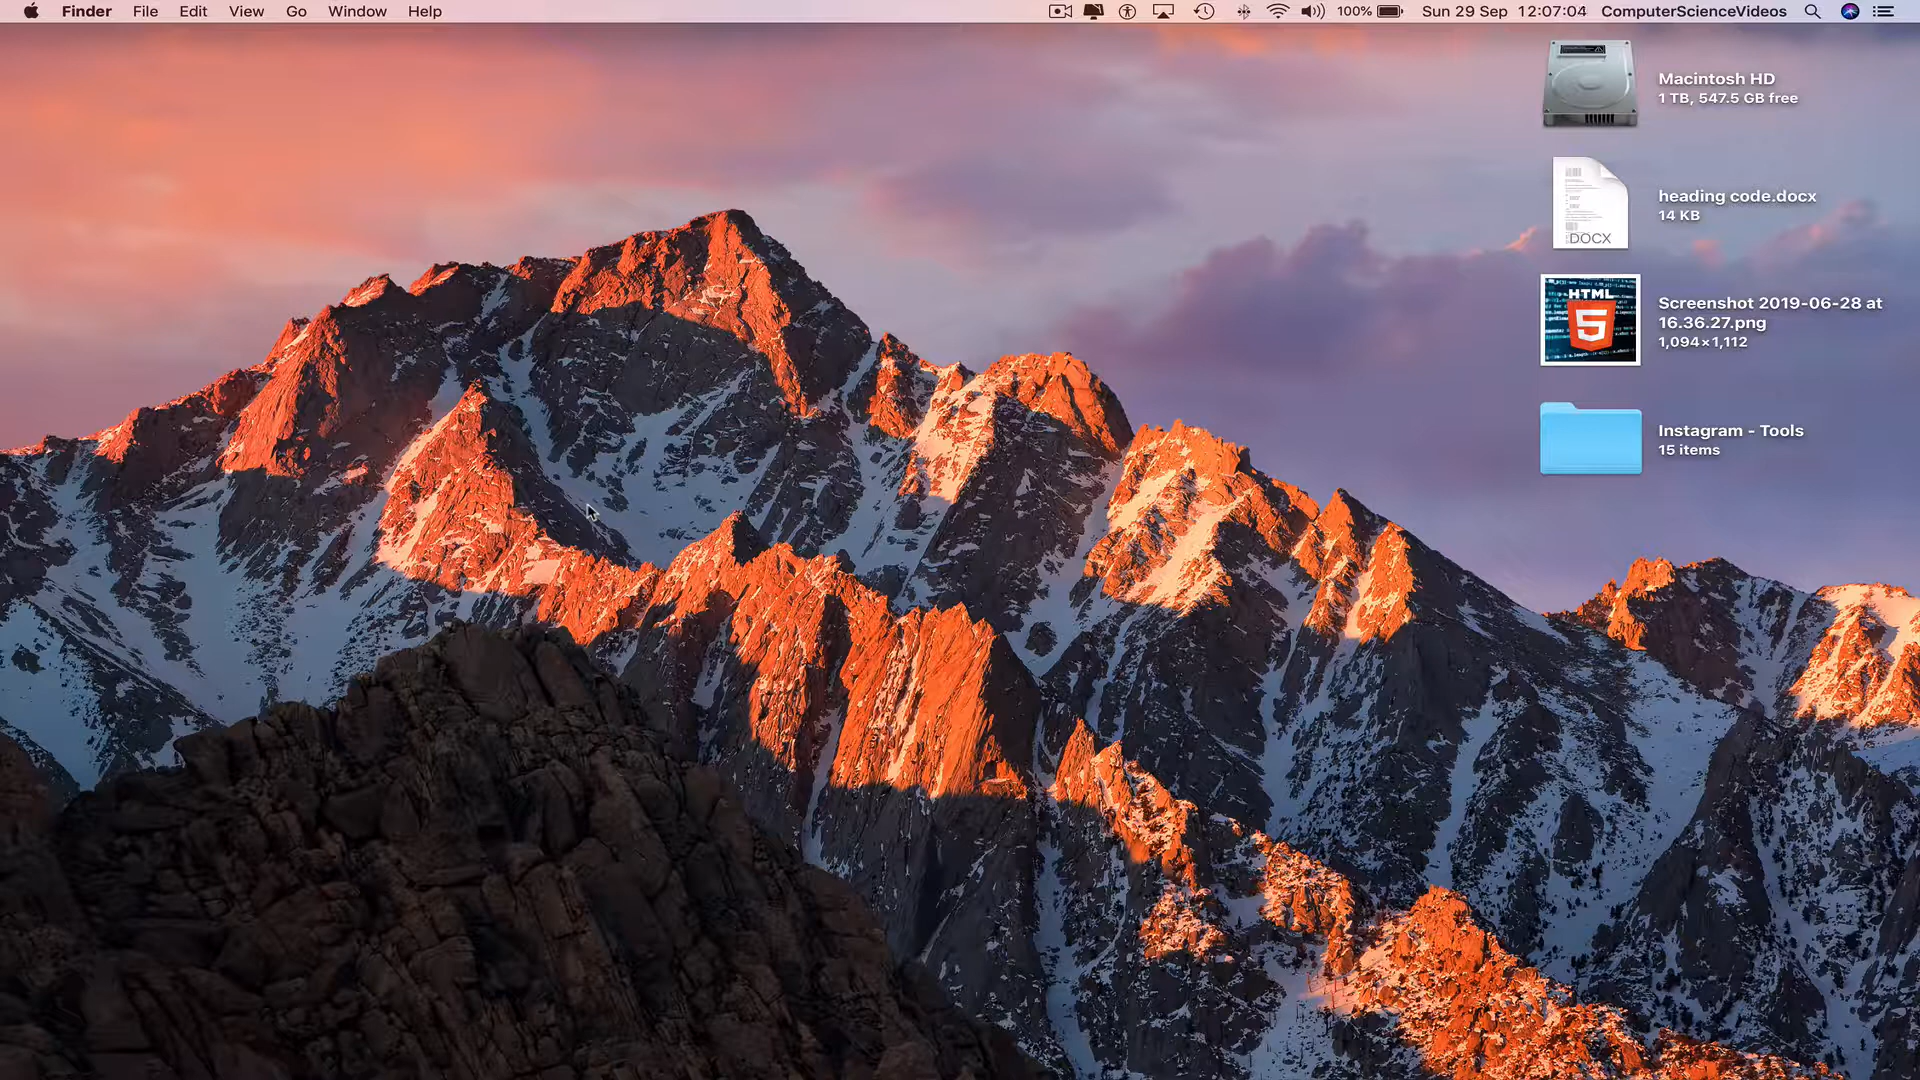 Finder File Edit View Go Window Help 100% Sun 29 Sep 12:07:04 ComputerScienceVideos
Macintosh HD
1 TB, 547.5 GB free
DOCX
heading code.docx
14 KB
HTML
5
Screenshot 2019-06-28 at
16.36.27.png
1,094×1,112
Instagram - Tools
15 items